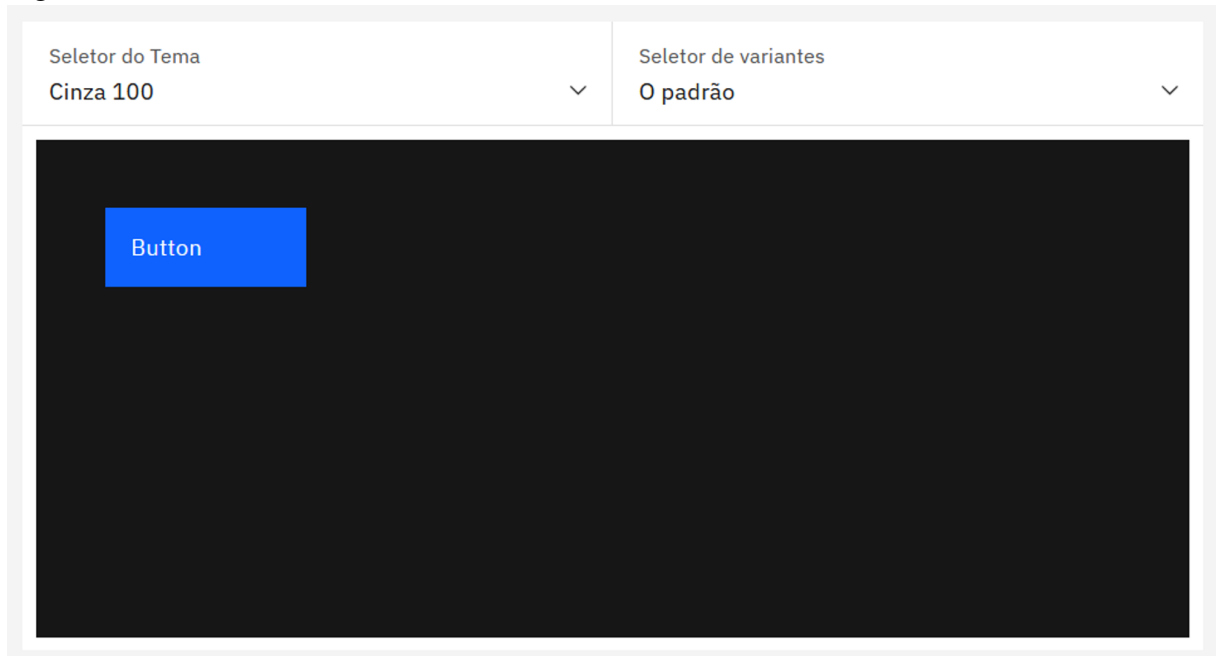 Seletor do Tema
Cinza 100
Seletor de variantes
O padrão
Button